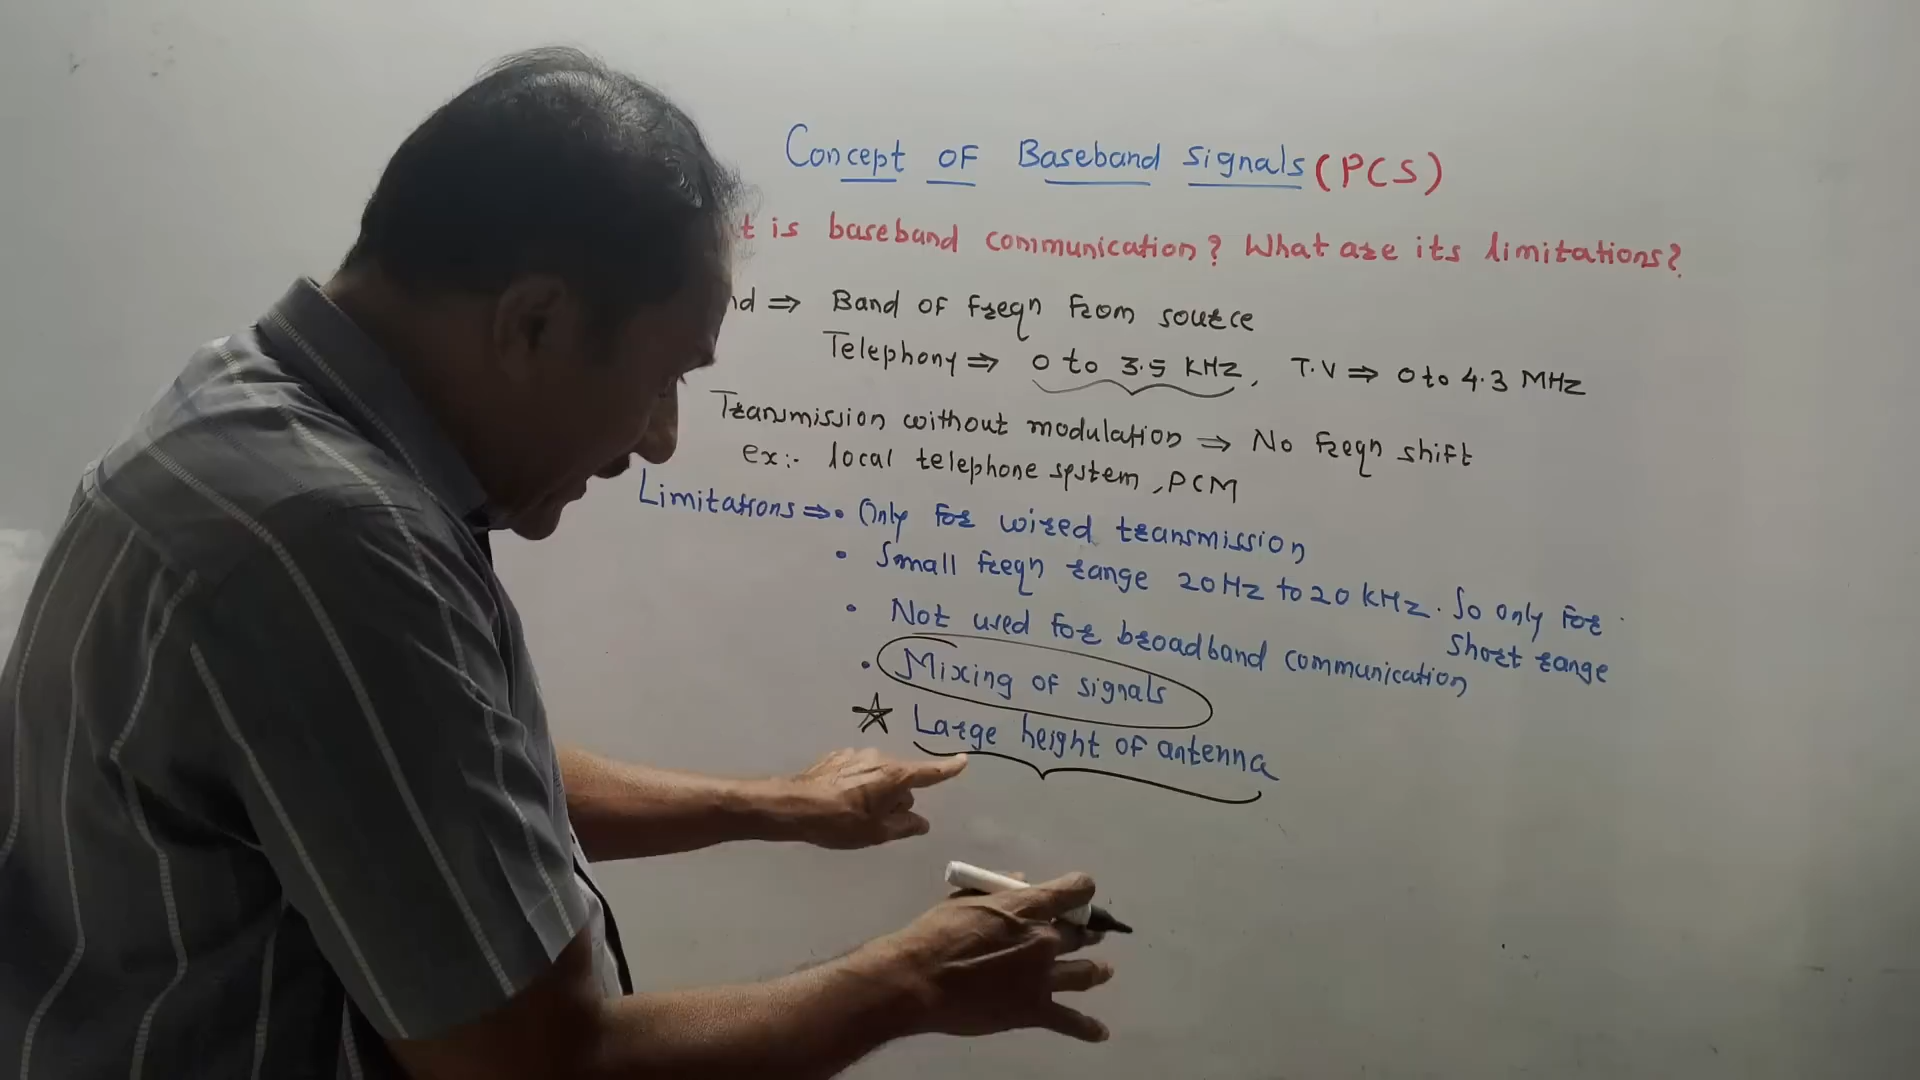 Concept of Baseband Signals (PCS)
is baseband communication? What are its limitations?
⇒ Band of freqn from source
Telephony ⇒ 0 to 3.5 KHz, T.V ⇒ 0 to 4.3 MHz
Transmission without modulation ⇒ No freqn shift
ex:- local telephone system, PCM
Limitations ⇒ • Only for wired transmission
• Small freqn range 20Hz to 20 KHz. So only for
short range
• Not used for broadband communication
• Mixing of signals
☆ Large height of antenna